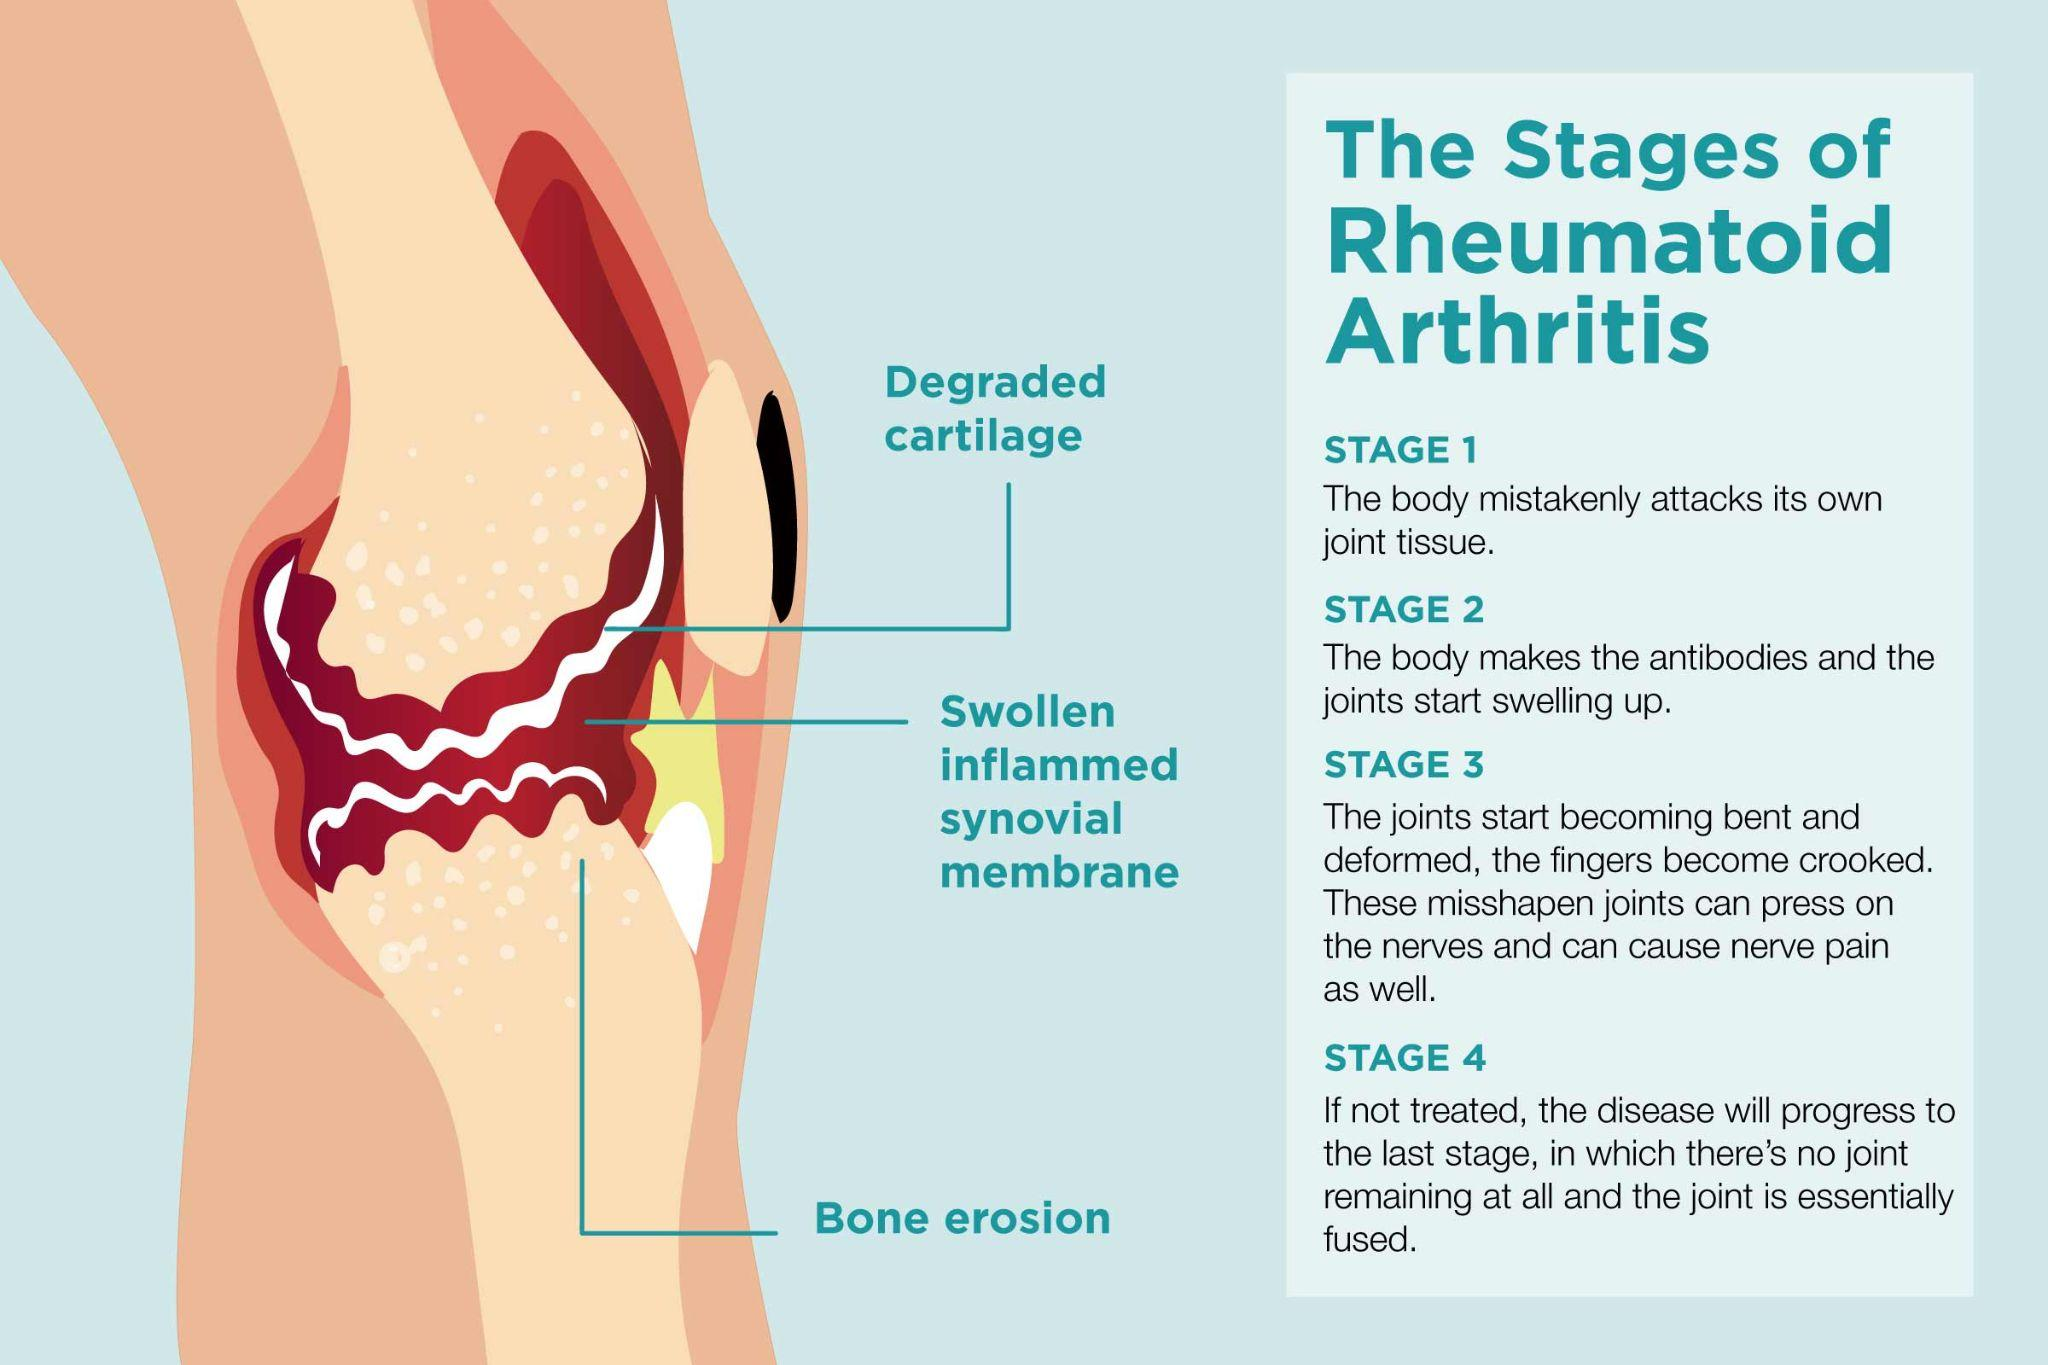 Degraded
cartilage
Swollen
inflammed
synovial
membrane
Bone erosion
The Stages of
Rheumatoid
Arthritis
STAGE 1
The body mistakenly attacks its own
joint tissue.
STAGE 2
The body makes the antibodies and the
joints start swelling up.
STAGE 3
The joints start becoming bent and
deformed, the fingers become crooked.
These misshapen joints can press on
the nerves and can cause nerve pain
as well.
STAGE 4
If not treated, the disease will progress to
the last stage, in which there’s no joint
remaining at all and the joint is essentially
fused.